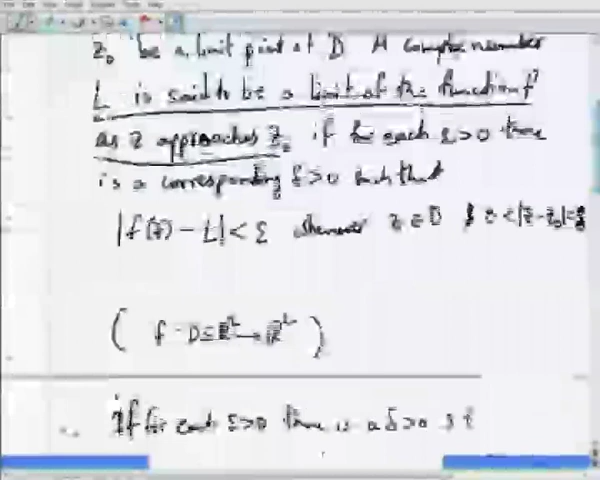 z₀ be a limit point of D A complex number
L is said to be a limit of the function f
as z approaches z₀ if for each ε>0 there
is a corresponding δ>0 such that
|f(z) - L| < ε whenever z ∈ D & 0 < |z - z₀| <
( f : D ⊆ ℝ² → ℝ² )
if for each ε>0 there is a δ>0 s t